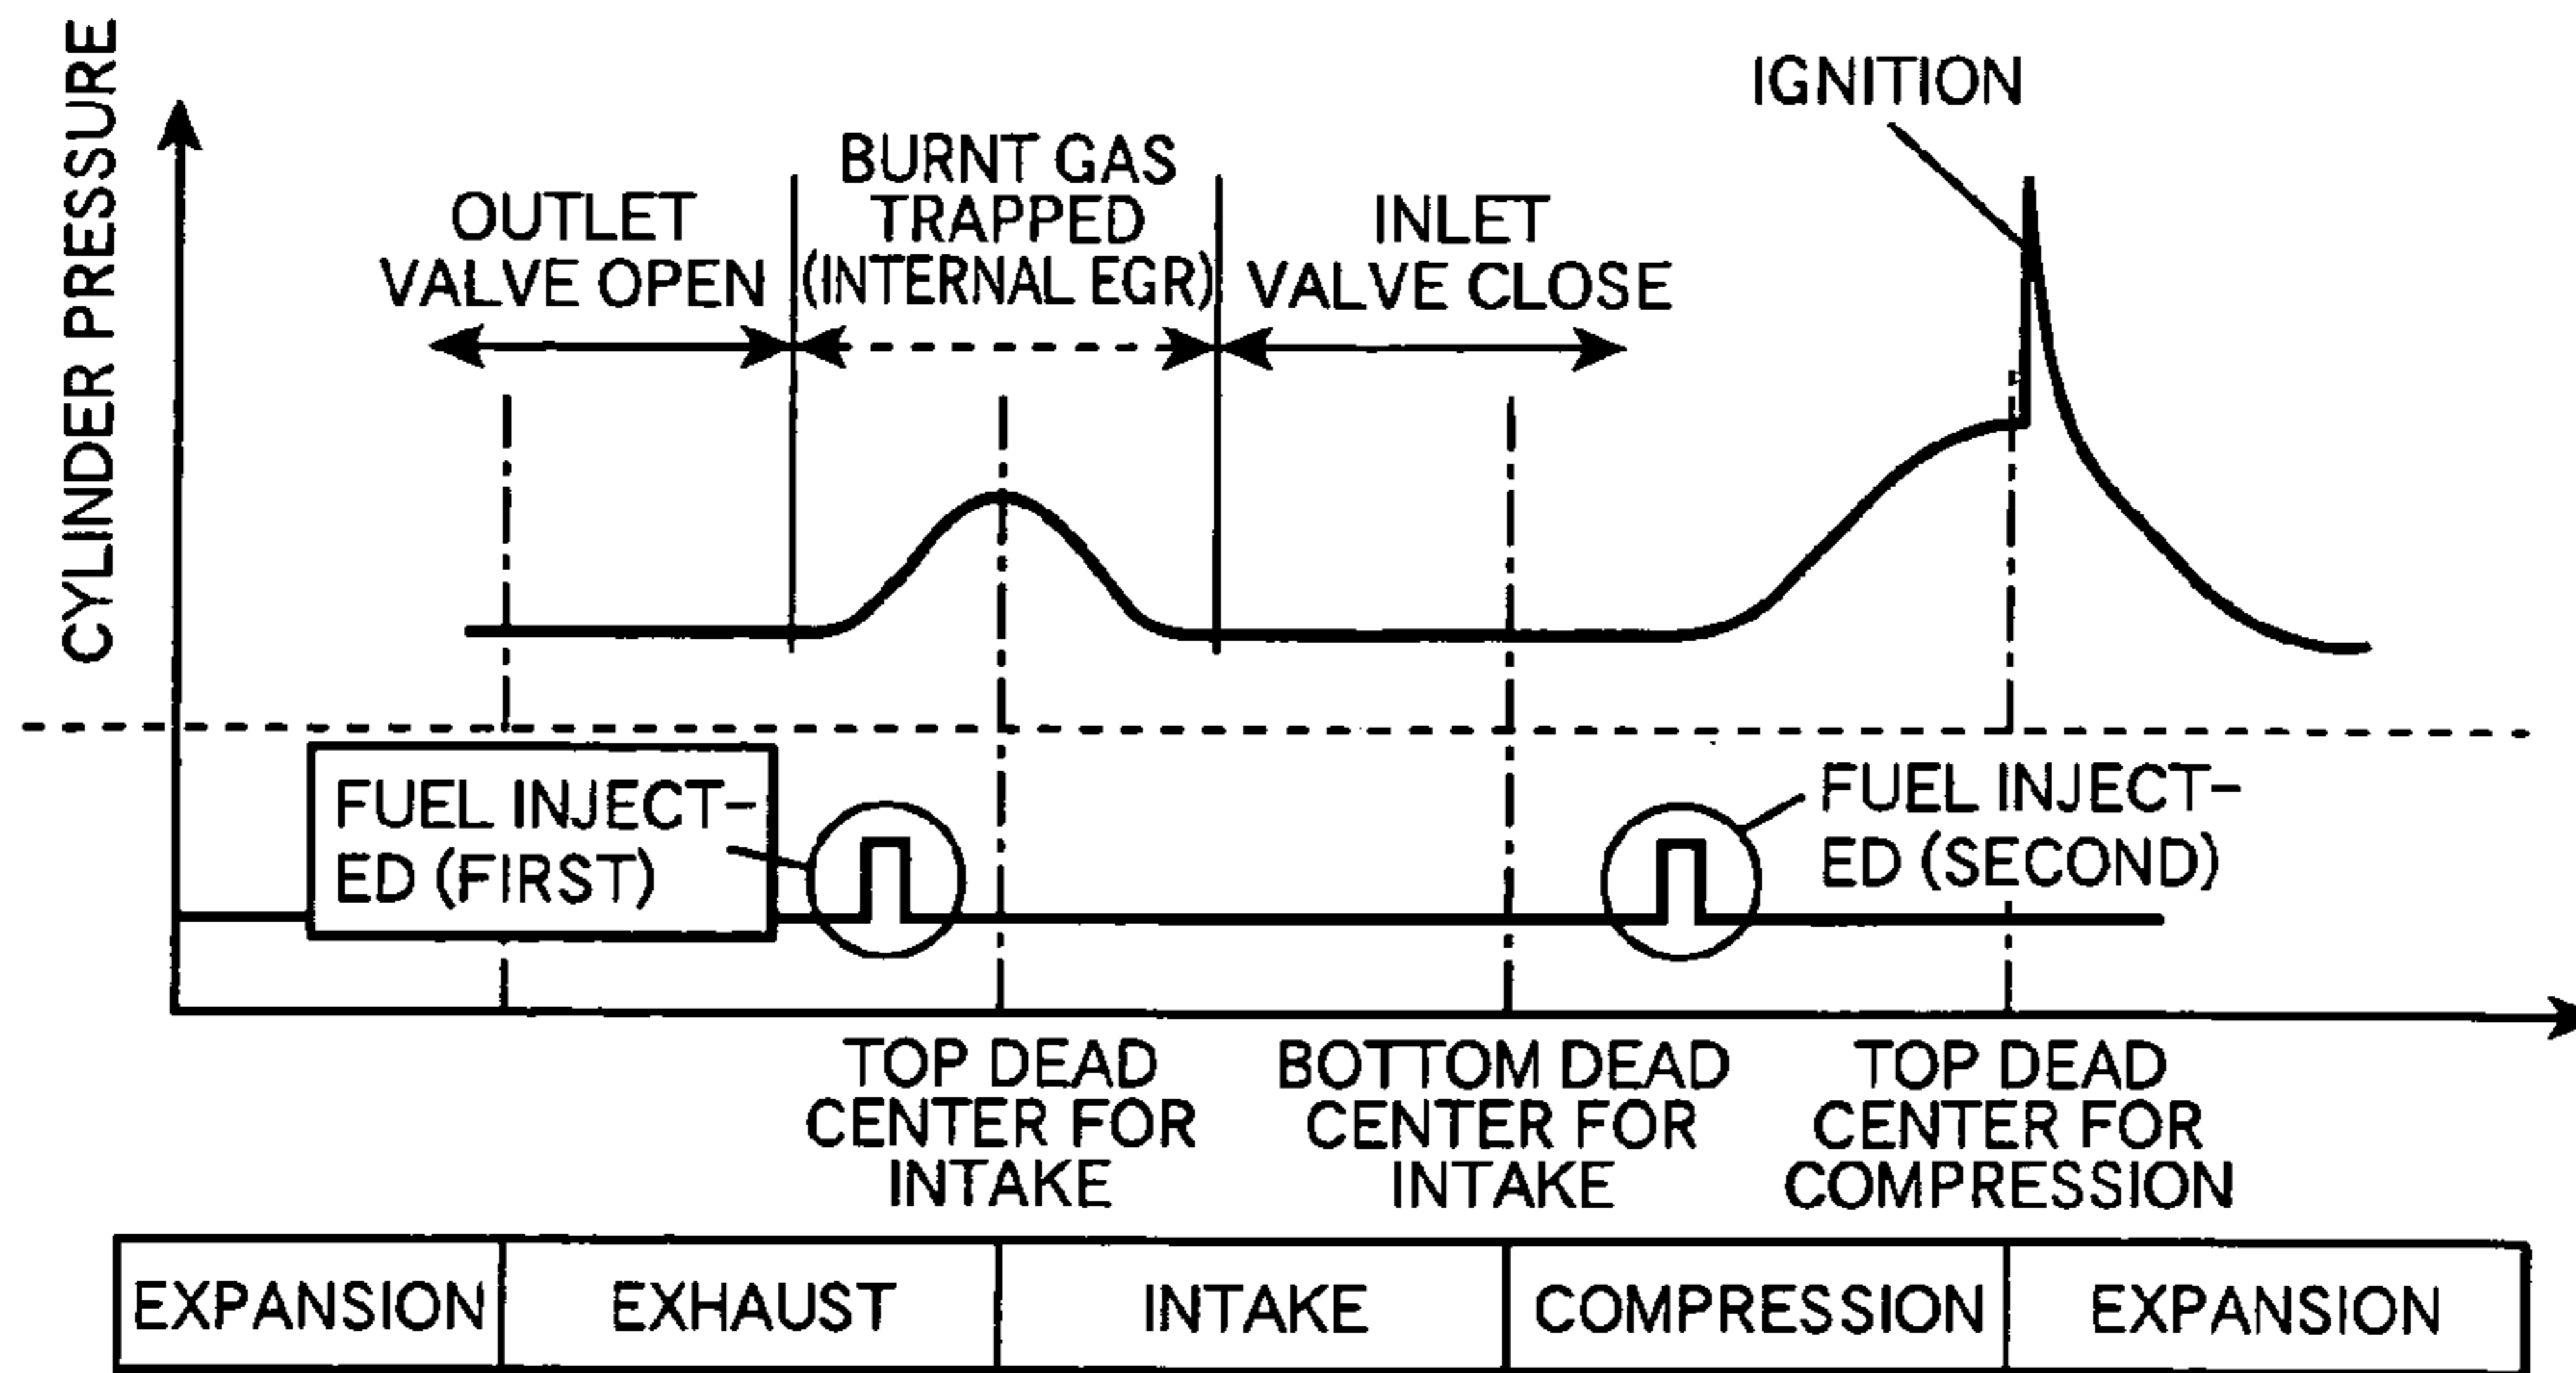 CYLINDER PRESSURE
IGNITION
OUTLET
VALVE OPEN
BURNT GAS
TRAPPED
(INTERNAL EGR)
INLET
VALVE CLOSE
FUEL INJECT-
ED (FIRST)
FUEL INJECT-
ED (SECOND)
TOP DEAD
CENTER FOR
INTAKE
BOTTOM DEAD
CENTER FOR
INTAKE
TOP DEAD
CENTER FOR
COMPRESSION
EXPANSION
EXHAUST
INTAKE
COMPRESSION
EXPANSION